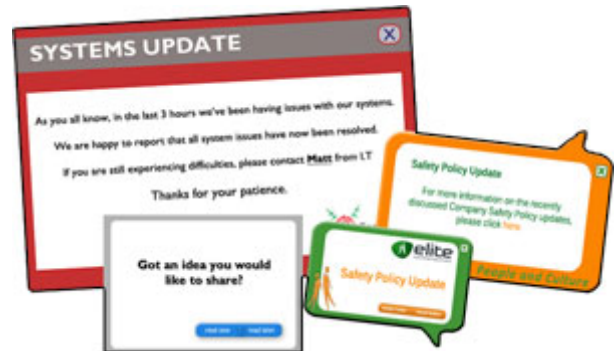 SYSTEMS UPDATE
As you all know, in the last 3 hours we've been having issues with our systems.
We are happy to report that all system issues have now been resolved.
If you are still experiencing difficulties, please contact Matt from I.T
Thanks for your patience.
Safety Policy Update
For more information on the recently
discussed Company Safety Policy updates,
please click here
People and Culture
Got an idea you would
like to share?
read now read later
elite
Safety Policy Update